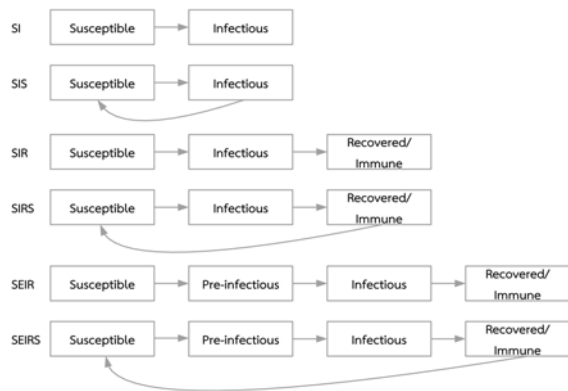 SI Susceptible Infectious
SIS Susceptible Infectious
SIR Susceptible Infectious Recovered/
Immune
SIRS Susceptible Infectious Recovered/
Immune
SEIR Susceptible Pre-infectious Infectious Recovered/
Immune
SEIRS Susceptible Pre-infectious Infectious Recovered/
Immune